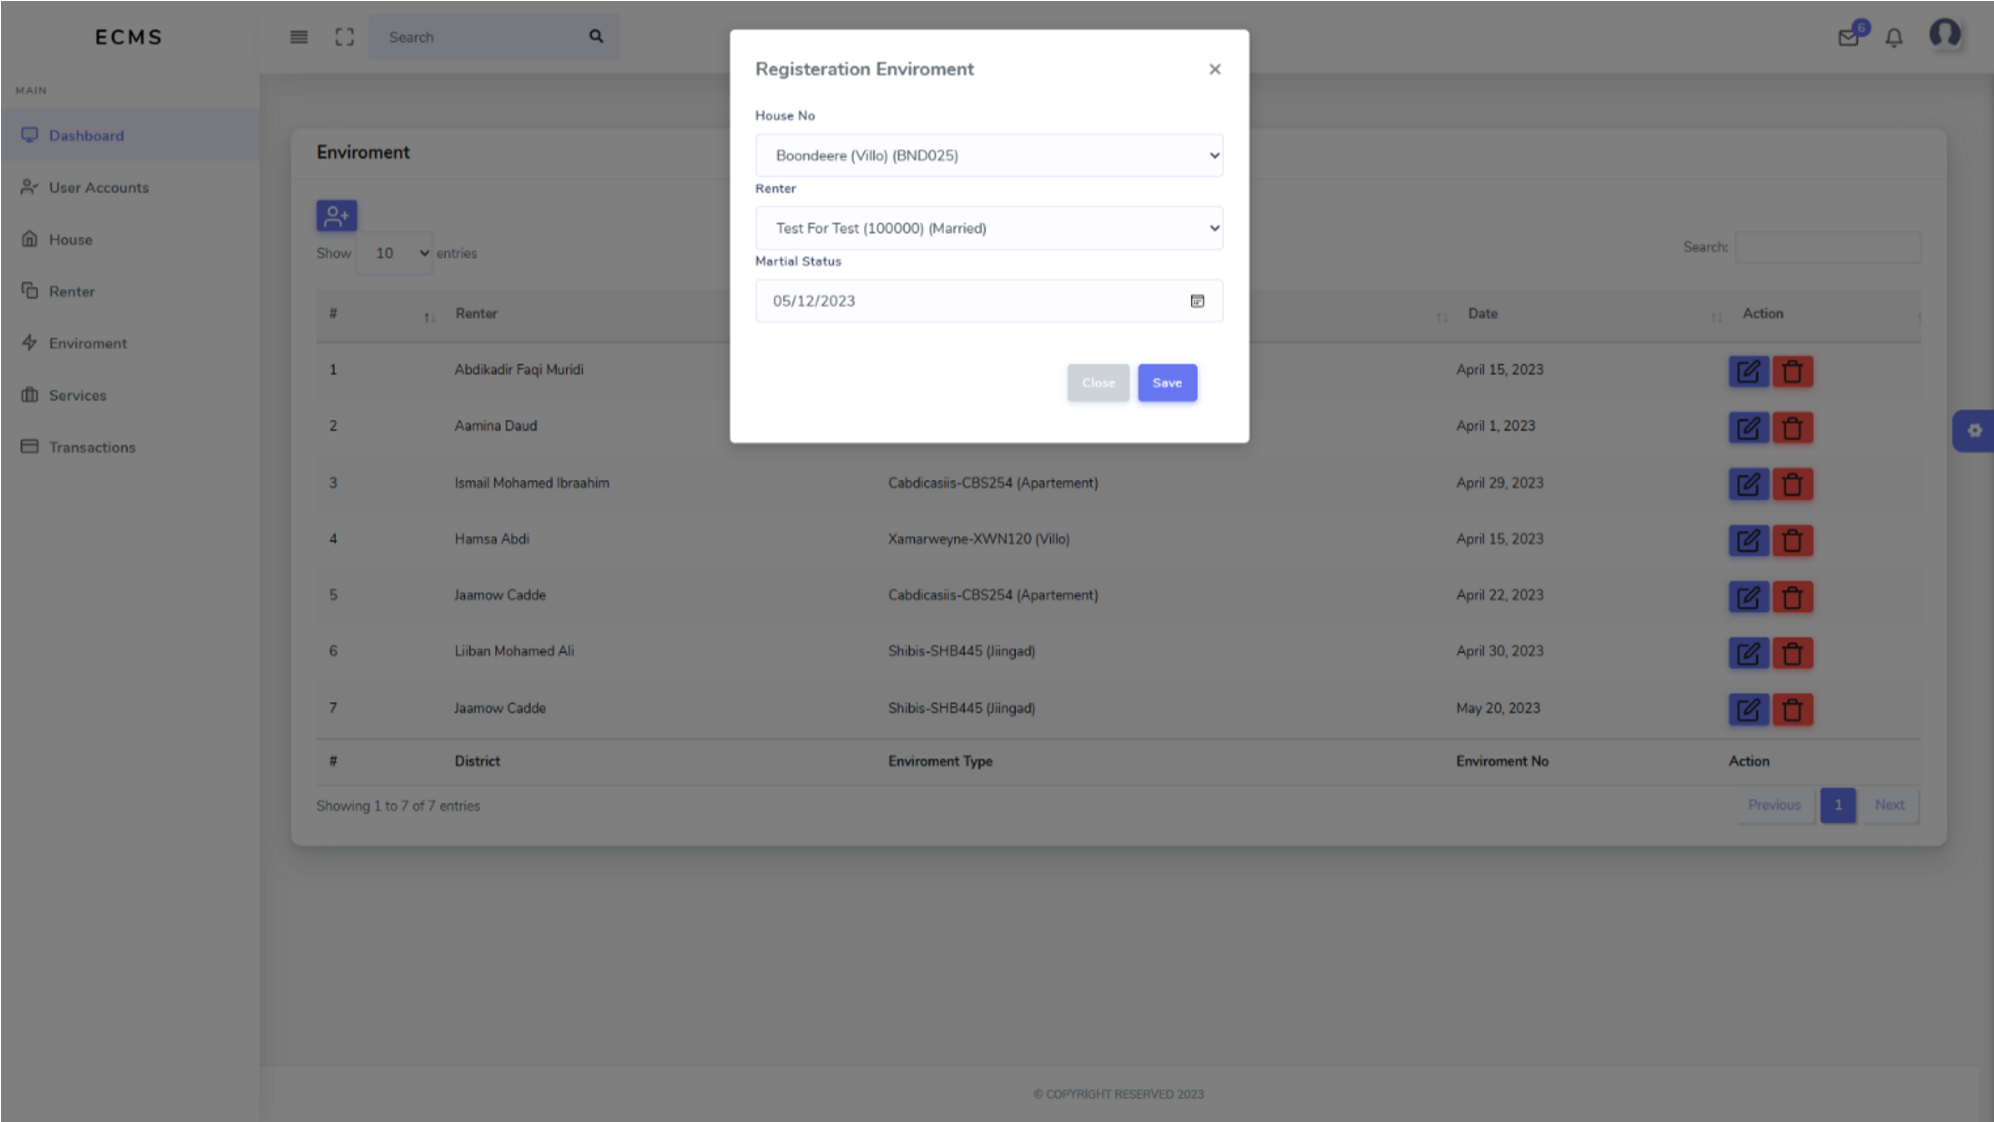 ECMS
Search
6
MAIN
Dashboard
User Accounts
House
Renter
Enviroment
Services
Transactions
Registeration Enviroment
×
House No
Boondeere (Villo) (BND025)
Renter
Test For Test (100000) (Married)
Martial Status
05/12/2023
Close Save
Enviroment
Show 10 entries
Search:
# Renter Date Action
1 Abdikadir Faqi Muridi April 15, 2023
2 Aamina Daud April 1, 2023
3 Ismail Mohamed Ibraahim Cabdicasiis-CBS254 (Apartement) April 29, 2023
4 Hamsa Abdi Xamarweyne-XWN120 (Villo) April 15, 2023
5 Jaamow Cadde Cabdicasiis-CBS254 (Apartement) April 22, 2023
6 Liiban Mohamed Ali Shibis-SHB445 (Jiingad) April 30, 2023
7 Jaamow Cadde Shibis-SHB445 (Jiingad) May 20, 2023
# District Enviroment Type Enviroment No Action
Showing 1 to 7 of 7 entries
Previous 1 Next
© COPYRIGHT RESERVED 2023